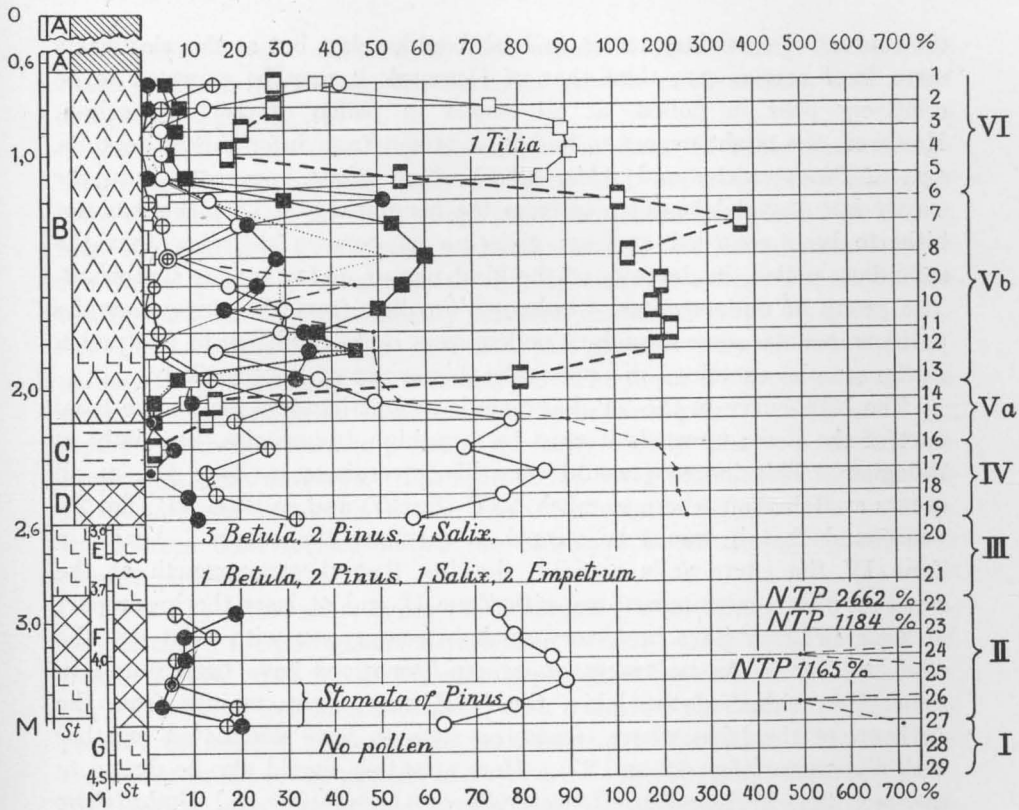 0
A
10 20 30 40 50 60 70 80 90 100 200 300 400 500 600 700 %
0,6
A
1
2
3
VI
1 Tilia
4
1,0
5
6
7
B
8
9
Vb
10
11
12
13
2,0
14
15
Va
16
C
17
IV
18
D
19
2,6
3,0
3 Betula, 2 Pinus, 1 Salix,
20
E
III
1 Betula, 2 Pinus, 1 Salix, 2 Empetrum
21
3,7
NTP 2662 %
22
3,0
NTP 1184 %
23
F
24
II
4,0
NTP 1165 %
25
26
Stomata of Pinus
M
St
27
G
No pollen
28
I
29
4,5
M
St
10 20 30 40 50 60 70 80 90 100 200 300 400 500 600 700 %